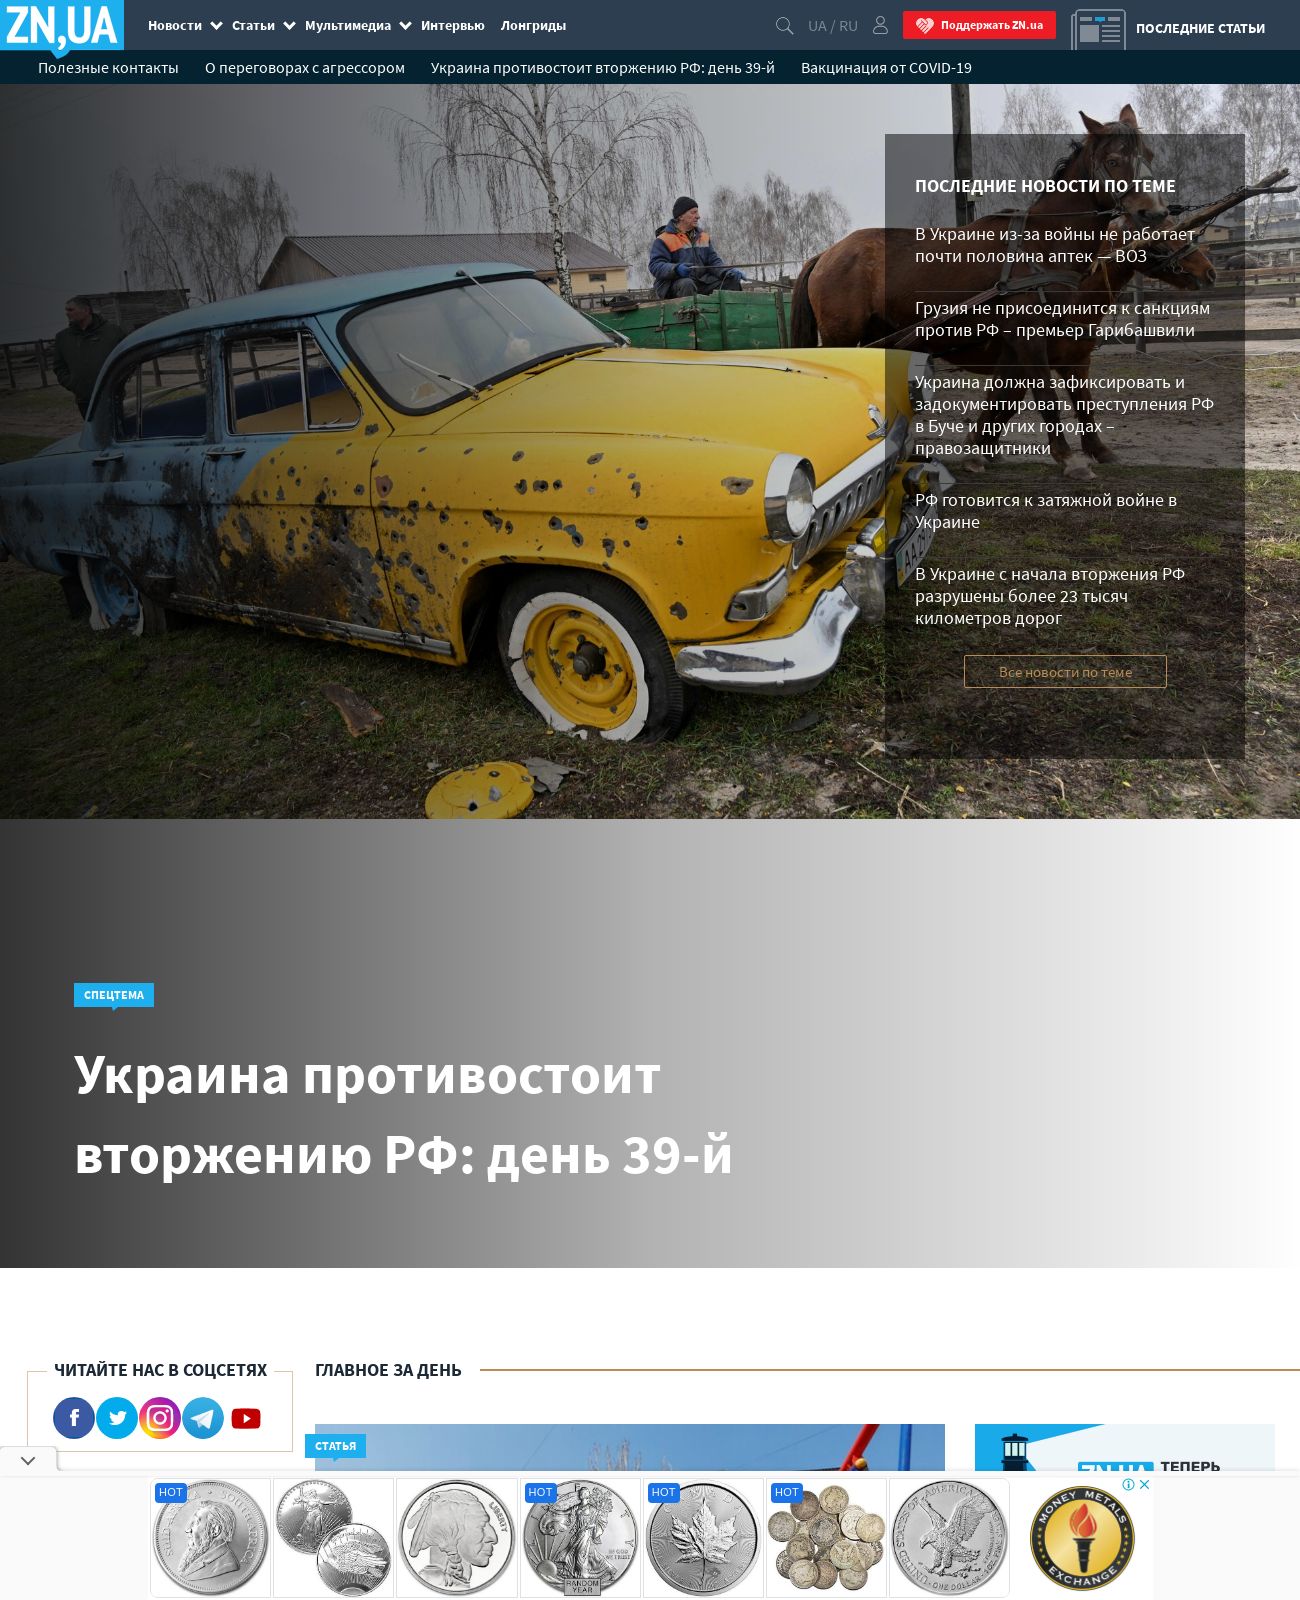 ZN,UA
Новости Статьи Мультимедиа Интервью Лонгриды
UA / RU
Поддержать ZN.ua
ПОСЛЕДНИЕ СТАТЬИ
Полезные контакты О переговорах с агрессором Украина противостоит вторжению РФ: день 39-й Вакцинация от COVID-19
ПОСЛЕДНИЕ НОВОСТИ ПО ТЕМЕ
В Украине из-за войны не работает
почти половина аптек — ВОЗ
Грузия не присоединится к санкциям
против РФ – премьер Гарибашвили
Украина должна зафиксировать и
задокументировать преступления РФ
в Буче и других городах –
правозащитники
РФ готовится к затяжной войне в
Украине
В Украине с начала вторжения РФ
разрушены более 23 тысяч
километров дорог
Все новости по теме
СПЕЦТЕМА
Украина противостоит
вторжению РФ: день 39-й
ЧИТАЙТЕ НАС В СОЦСЕТЯХ
ГЛАВНОЕ ЗА ДЕНЬ
СТАТЬЯ
ZN,UA ТЕПЕРЬ
HOT
HOT
HOT
HOT
LIBERTY
RANDOM
YEAR
MONEY METALS
EXCHANGE